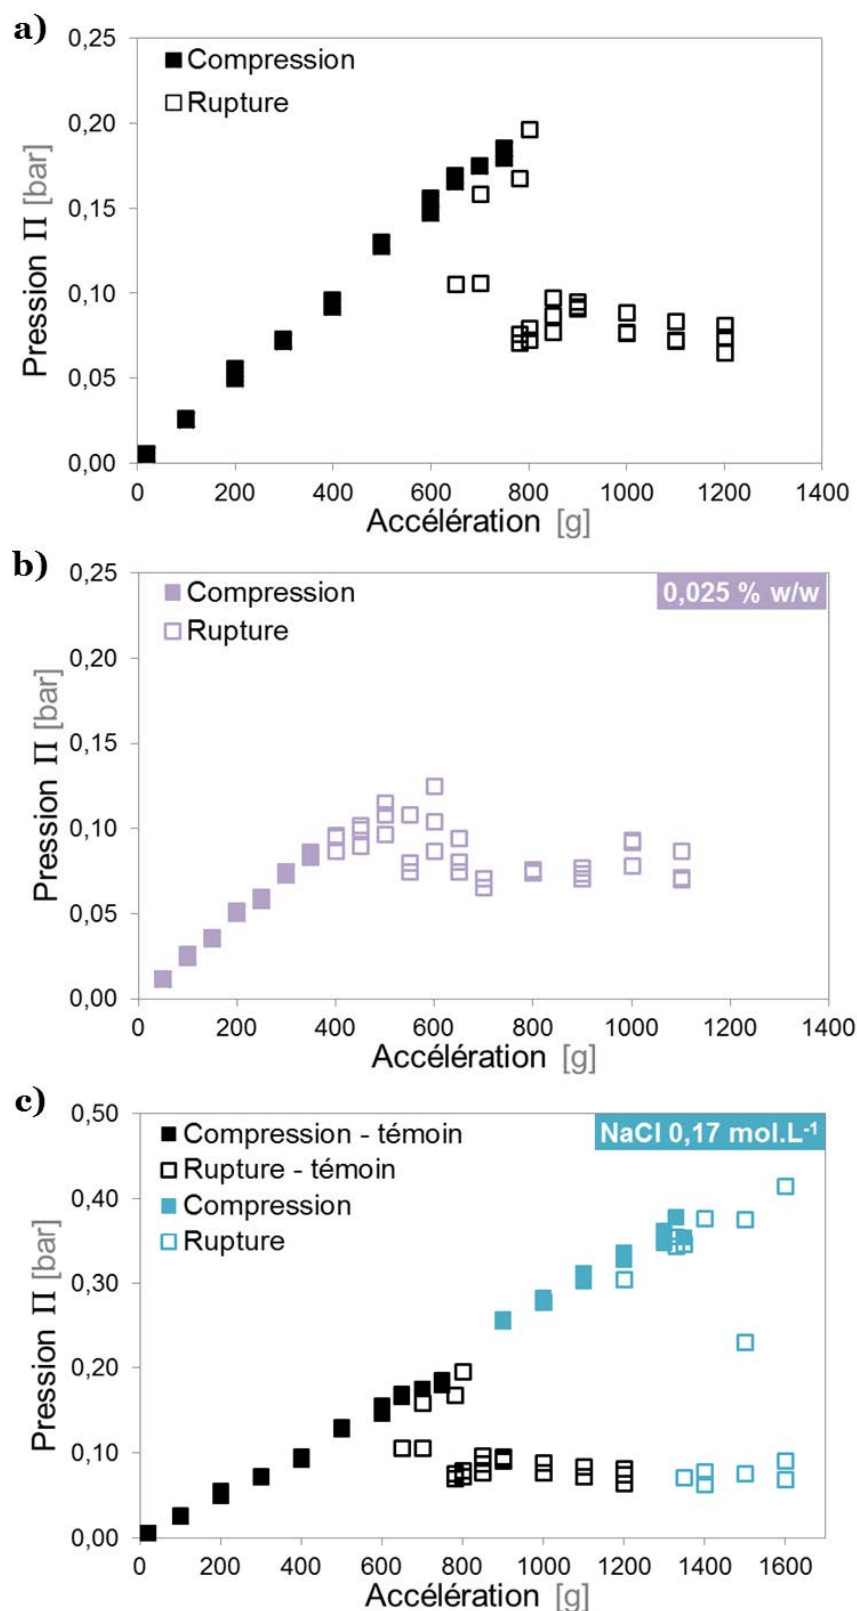 a)
0,25
Compression
Rupture
0,20
0,15
0,10
0,05
0,00
Pression Π [bar]
0 200 400 600 800 1000 1200 1400
Accélération [g]
b)
0,25
Compression
0,025 % w/w
Rupture
0,20
0,15
0,10
0,05
0,00
Pression Π [bar]
0 200 400 600 800 1000 1200 1400
Accélération [g]
c)
0,50
Compression - témoin
NaCl 0,17 mol.L⁻¹
Rupture - témoin
Compression
Rupture
0,40
0,30
0,20
0,10
0,00
Pression Π [bar]
0 200 400 600 800 1000 1200 1400 1600
Accélération [g]